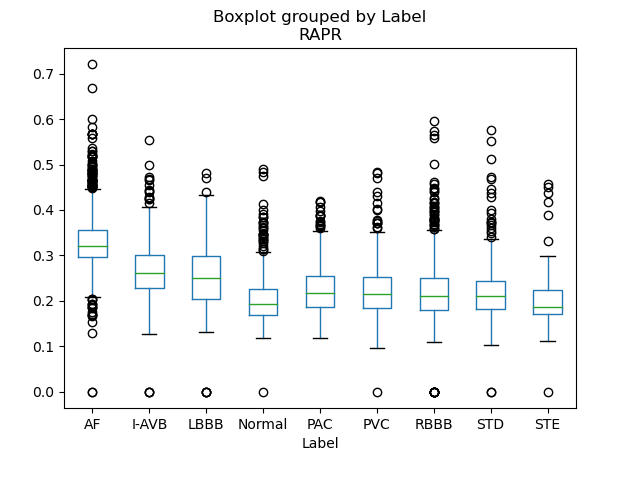 Boxplot grouped by Label
RAPR
0.7
0.6
0.5
0.4
0.3
0.2
0.1
0.0
AF I-AVB LBBB Normal PAC PVC RBBB STD STE
Label